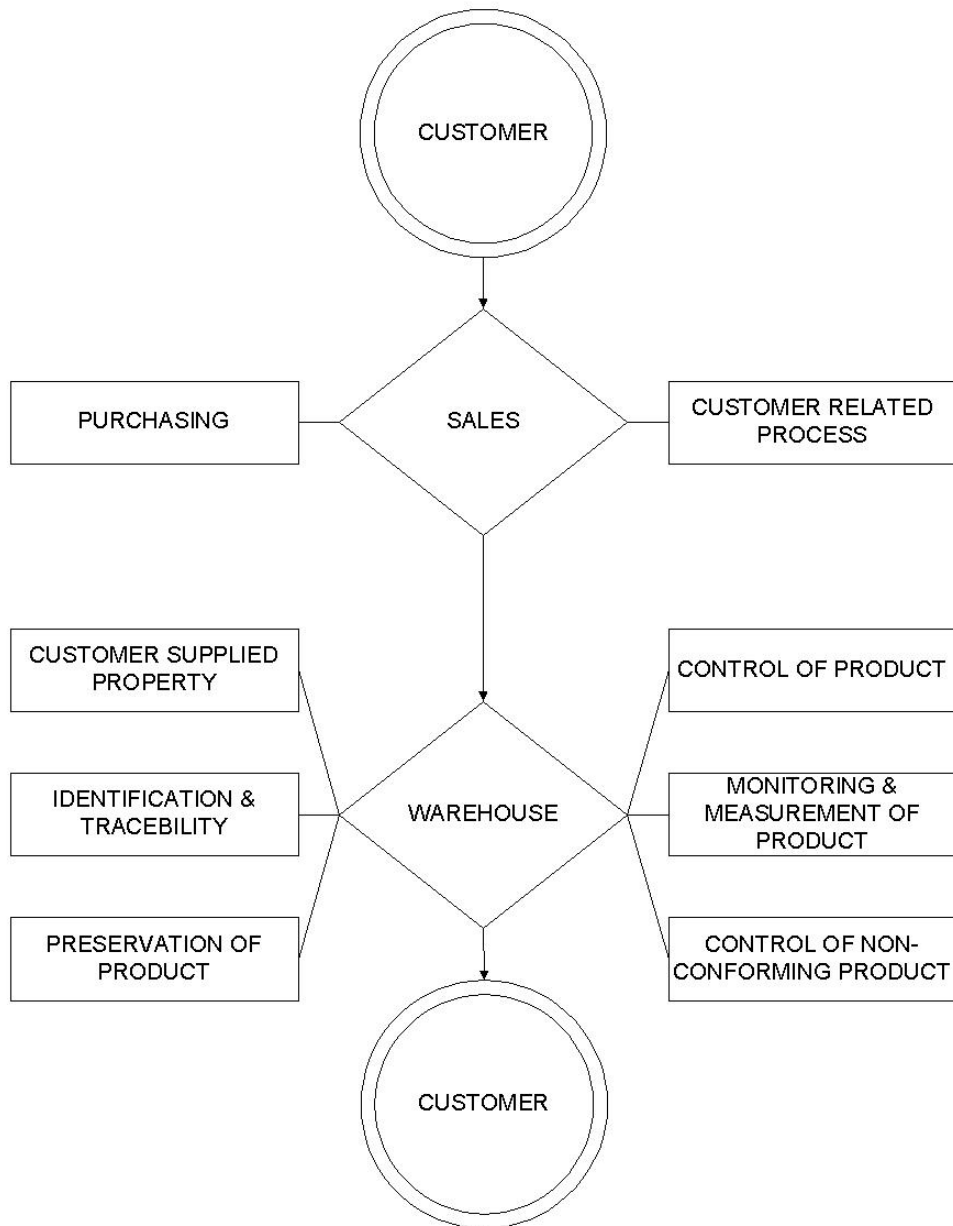 CUSTOMER
PURCHASING
SALES
CUSTOMER RELATED
PROCESS
CUSTOMER SUPPLIED
PROPERTY
CONTROL OF PRODUCT
IDENTIFICATION &
TRACEBILITY
WAREHOUSE
MONITORING &
MEASUREMENT OF
PRODUCT
PRESERVATION OF
PRODUCT
CONTROL OF NON-
CONFORMING PRODUCT
CUSTOMER